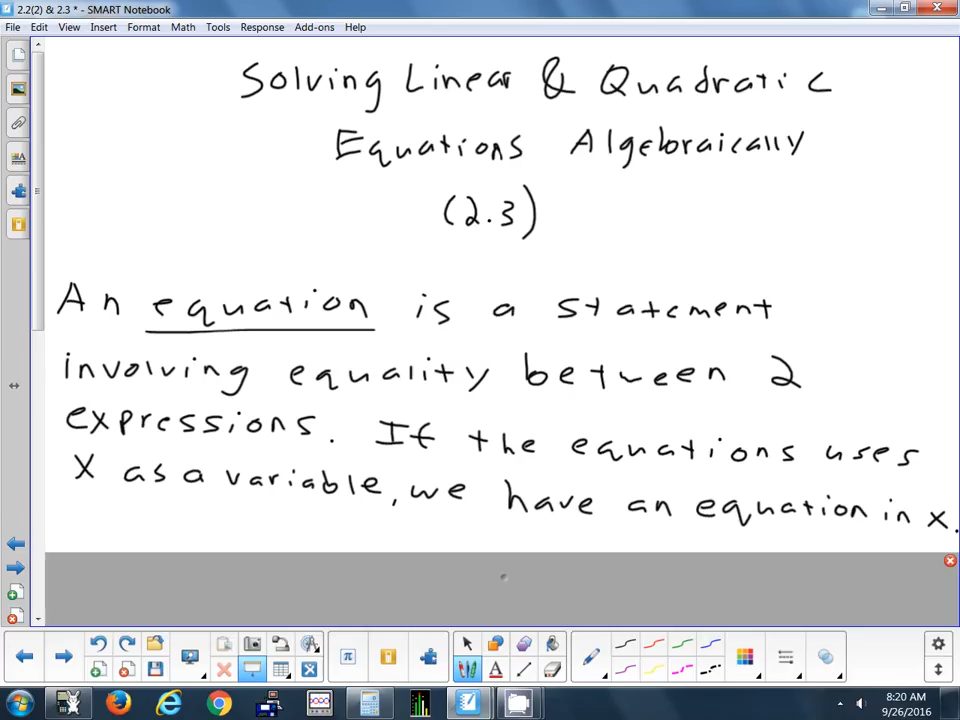 2.2(2) & 2.3 * - SMART Notebook
File Edit View Insert Format Math Tools Response Add-ons Help
Solving Linear & Quadratic
Equations Algebraically
(2.3)
An equation is a statement
involving equality between 2
expressions. If the equations uses
X as a variable, we have an equation in x.
8:20 AM
9/26/2016